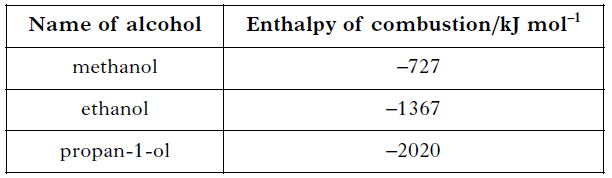 Name of alcohol Enthalpy of combustion/kJ mol⁻¹
methanol –727
ethanol –1367
propan-1-ol –2020